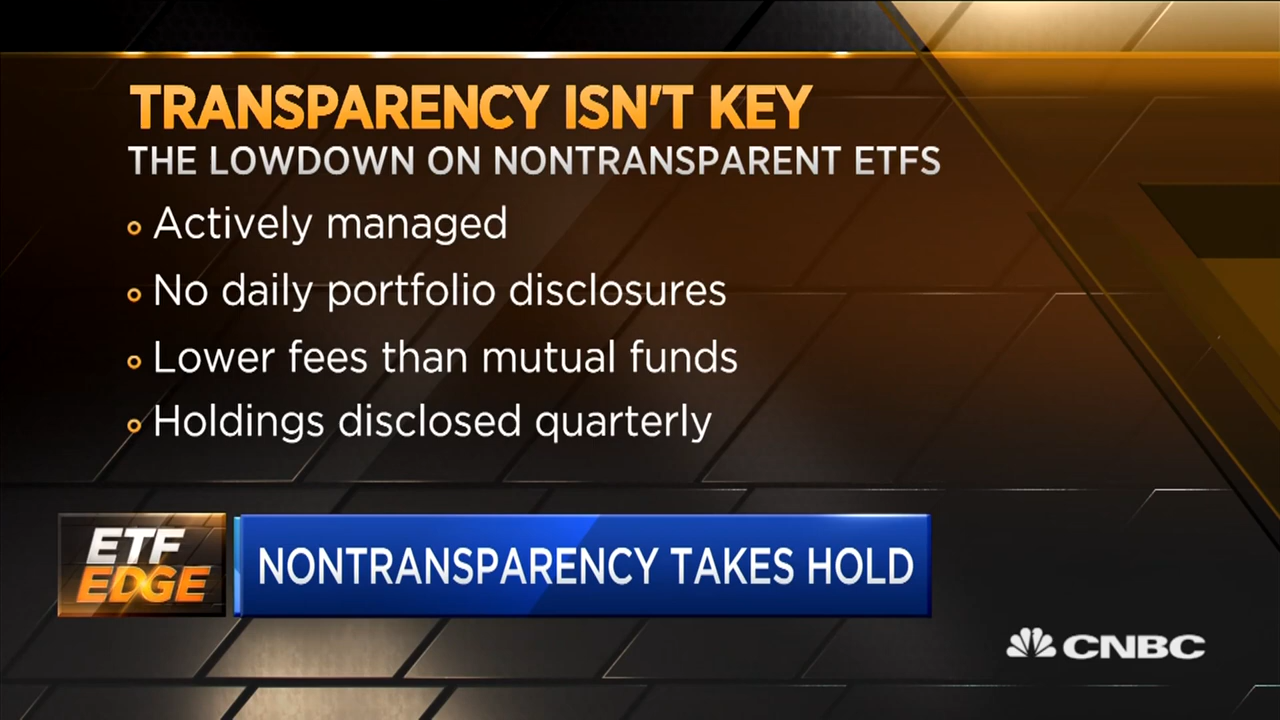 TRANSPARENCY ISN'T KEY
THE LOWDOWN ON NONTRANSPARENT ETFS
Actively managed
No daily portfolio disclosures
Lower fees than mutual funds
Holdings disclosed quarterly
ETF
EDGE
NONTRANSPARENCY TAKES HOLD
CNBC